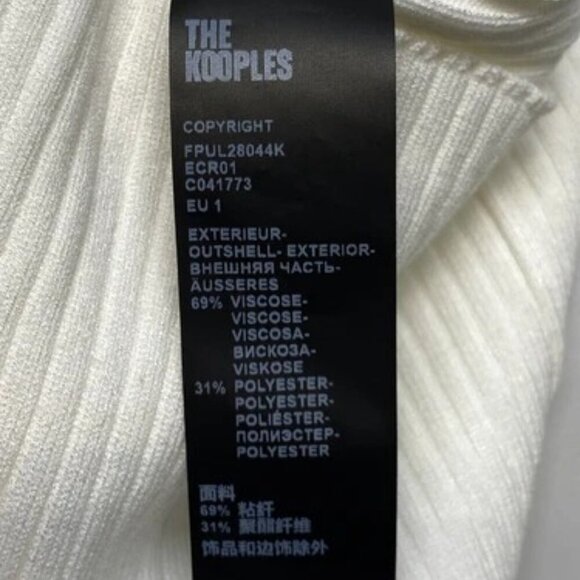 THE
KOOPLES
COPYRIGHT
FPUL28044K
ECR01
C041773
EU 1
EXTERIEUR-
OUTSHELL- EXTERIOR-
ВНЕШНЯЯ ЧАСТЬ-
ÄUSSERES
69% VISCOSE-
VISCOSE-
VISCOSA-
ВИСКОЗА-
VISKOSE
31% POLYESTER-
POLYESTER-
POLIÉSTER-
ПОЛИЭСТЕР-
POLYESTER
面料
69% 粘纤
31% 聚酯纤维
饰品和边饰除外